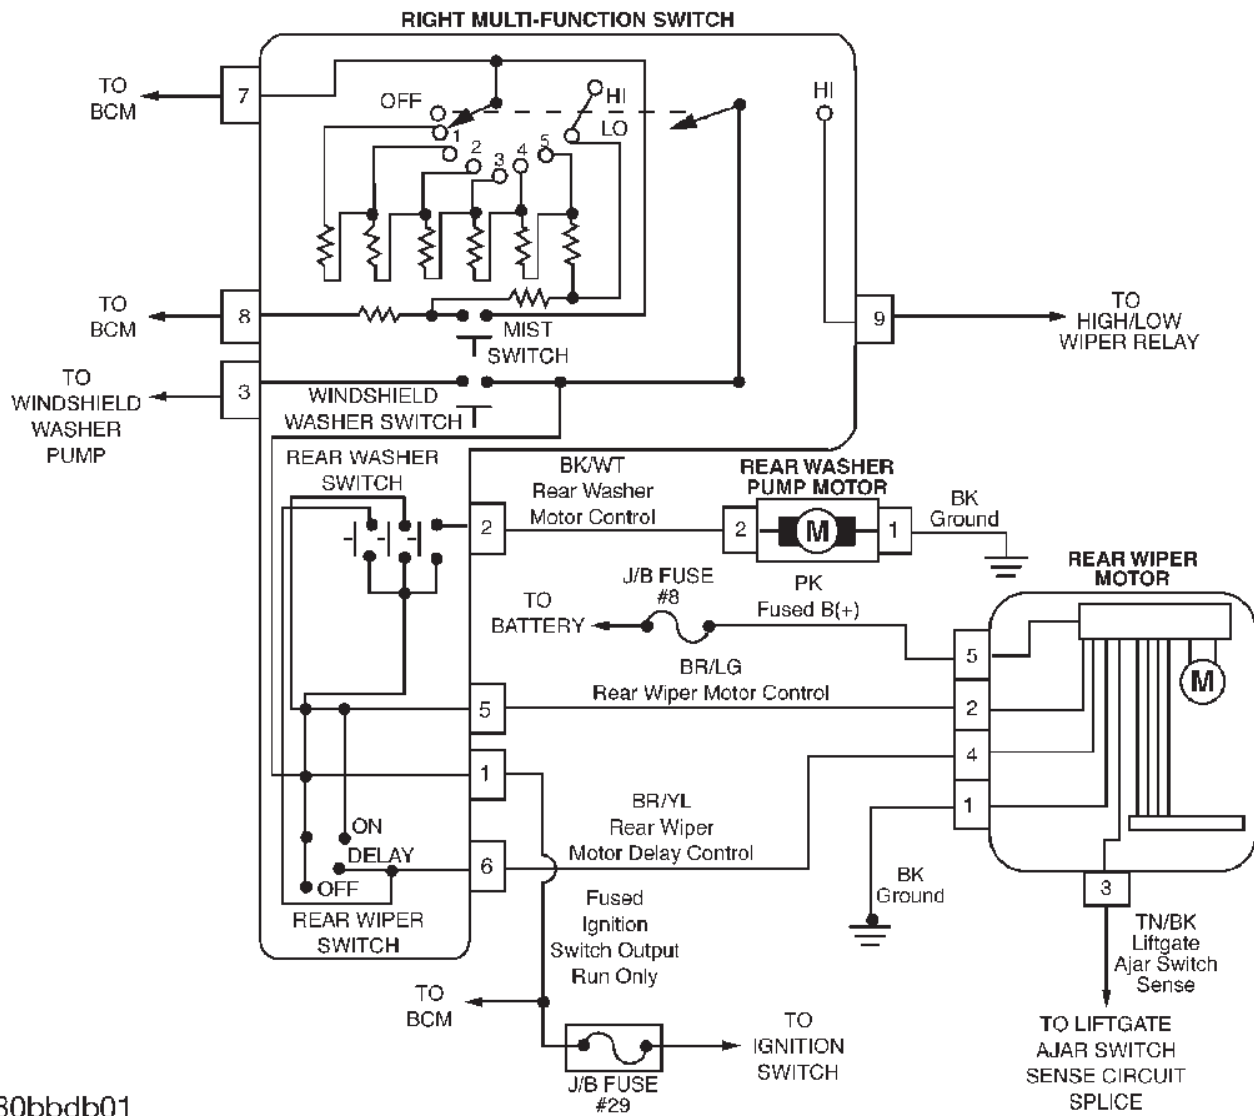 RIGHT MULTI-FUNCTION SWITCH
TO
BCM
7
OFF
HI
LO
HI
1
2
3
4
5
TO
BCM
8
MIST
SWITCH
9
TO
HIGH/LOW
WIPER RELAY
TO
WINDSHIELD
WASHER
PUMP
3
WINDSHIELD
WASHER SWITCH
REAR WASHER
SWITCH
2
BK/WT
Rear Washer
Motor Control
REAR WASHER
PUMP MOTOR
2
M
1
BK
Ground
TO
BATTERY
J/B FUSE
#8
PK
Fused B(+)
REAR WIPER
MOTOR
5
M
5
BR/LG
Rear Wiper Motor Control
2
4
1
1
BR/YL
Rear Wiper
Motor Delay Control
ON
DELAY
OFF
6
REAR WIPER
SWITCH
Fused
Ignition
Switch Output
Run Only
BK
Ground
3
TN/BK
Liftgate
Ajar Switch
Sense
TO
BCM
TO
IGNITION
SWITCH
J/B FUSE
#29
TO LIFTGATE
AJAR SWITCH
SENSE CIRCUIT
SPLICE
80bbdb01